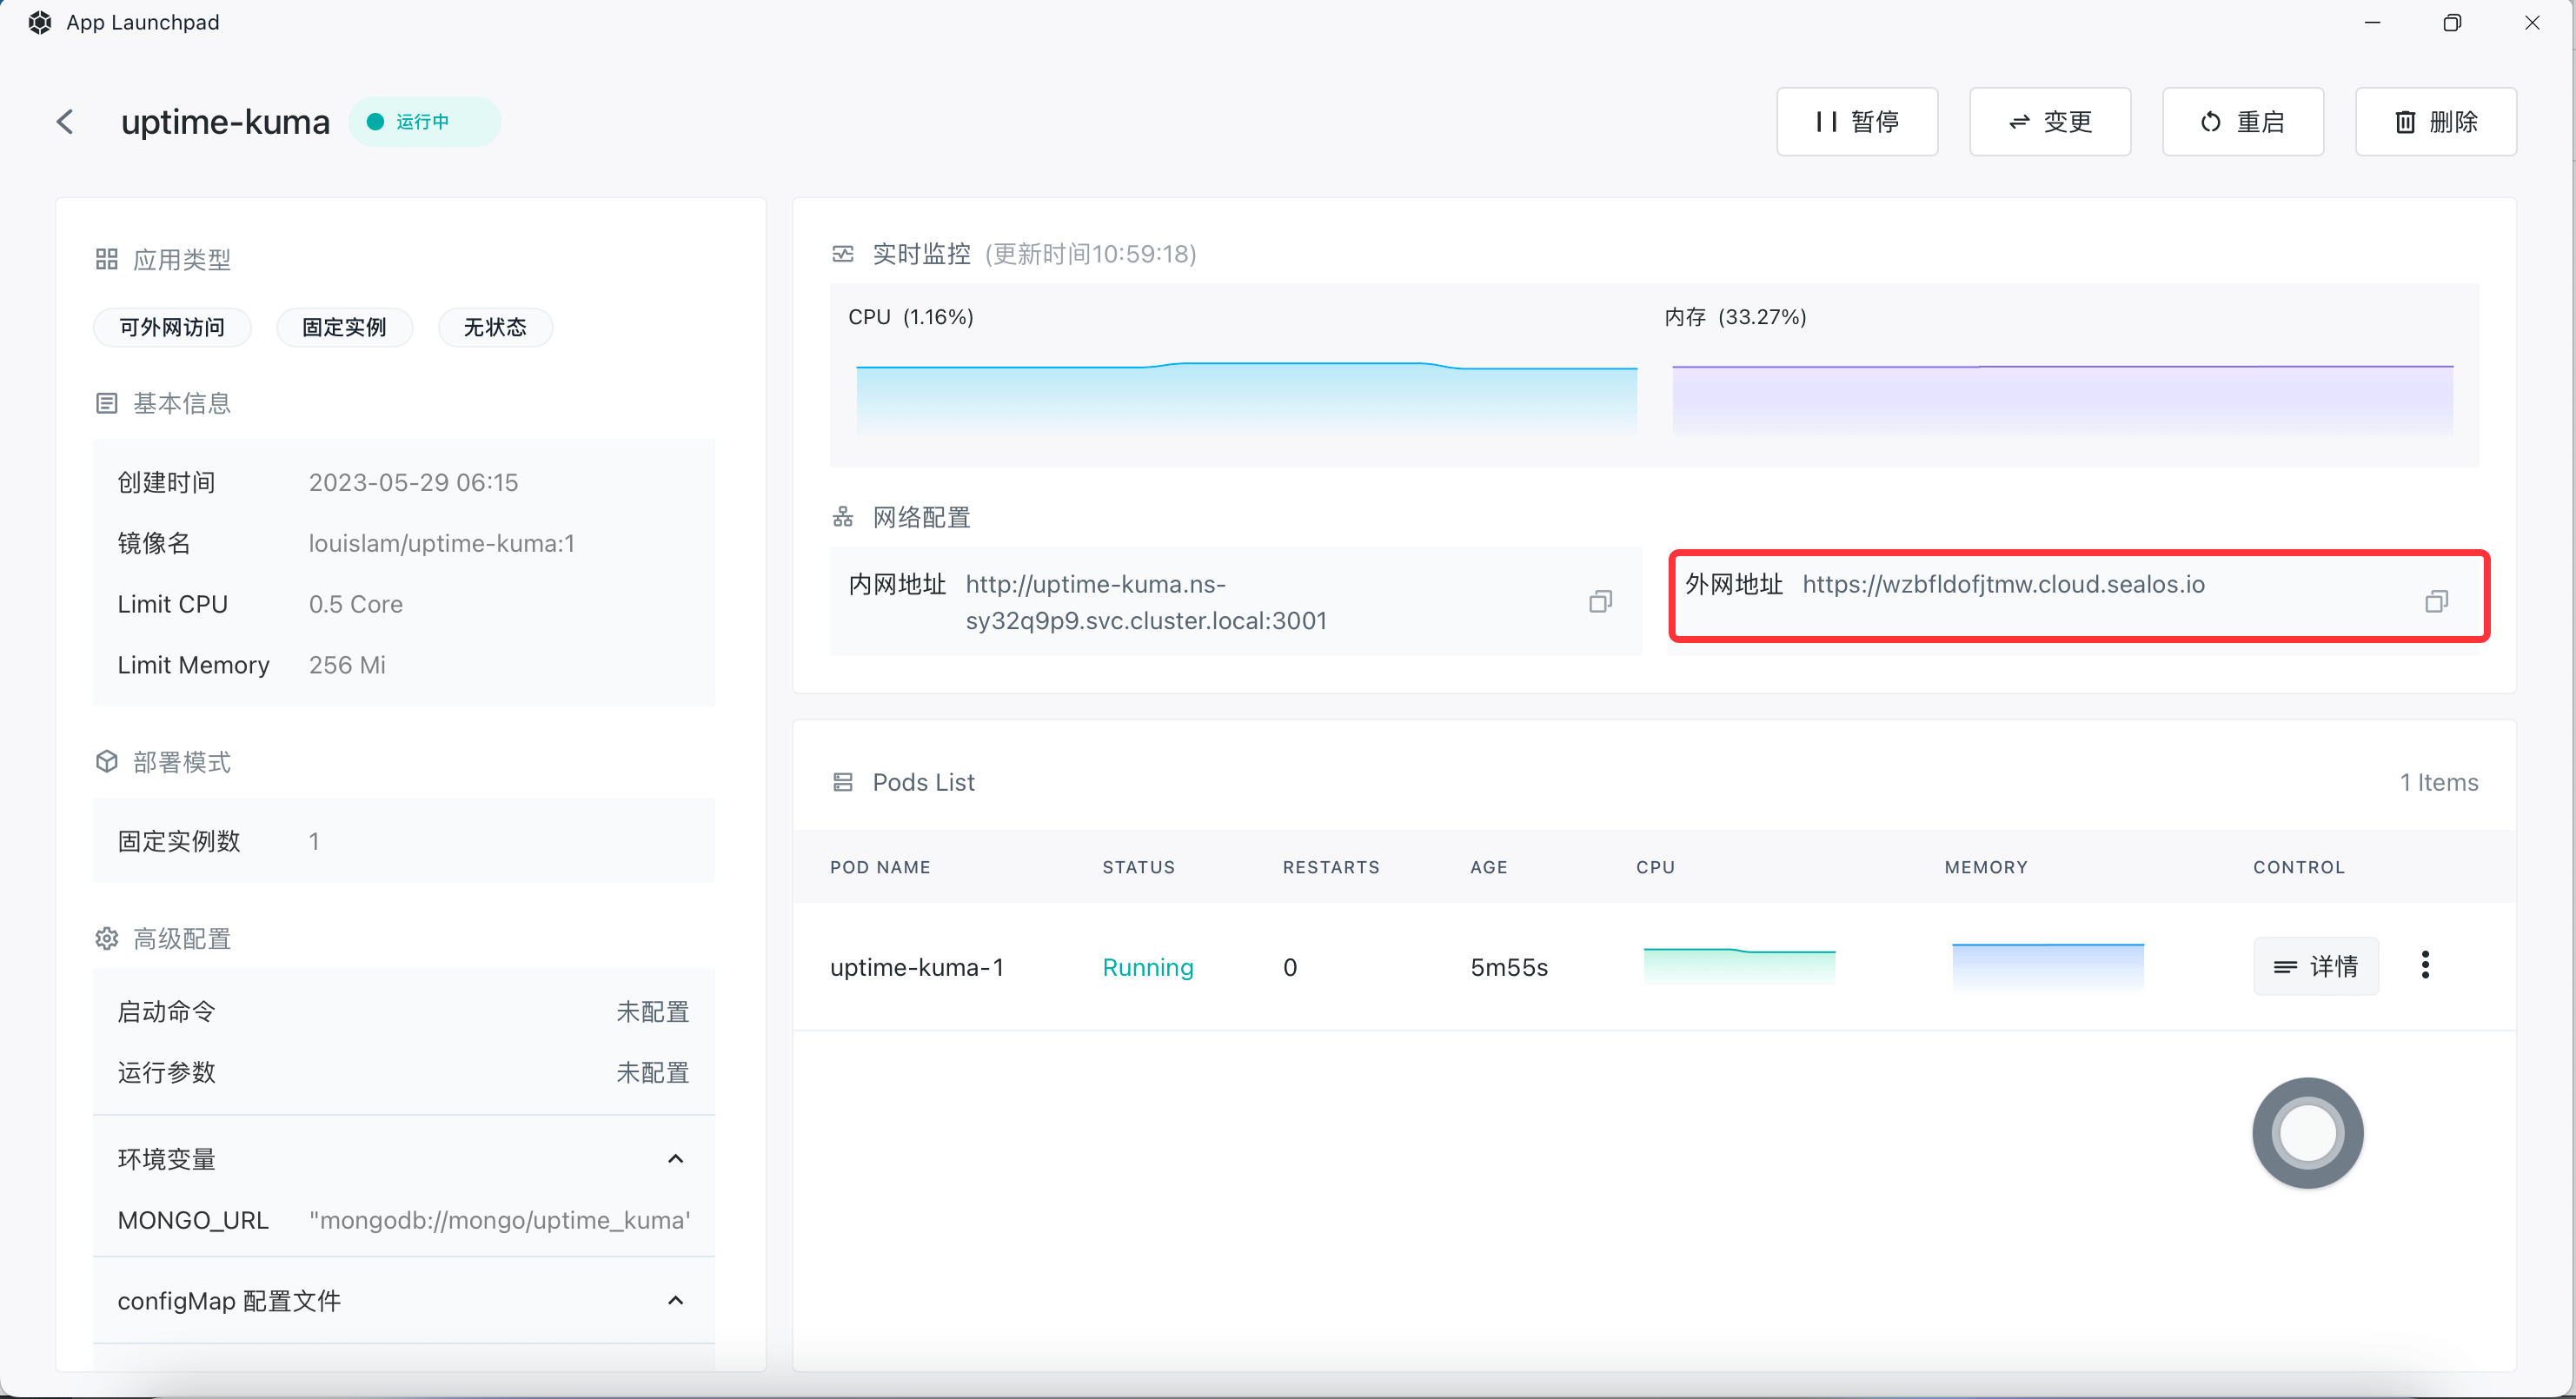 App Launchpad
uptime-kuma
运行中
暂停
变更
重启
删除
应用类型
可外网访问
固定实例
无状态
基本信息
创建时间 2023-05-29 06:15
镜像名 louislam/uptime-kuma:1
Limit CPU 0.5 Core
Limit Memory 256 Mi
部署模式
固定实例数 1
高级配置
启动命令 未配置
运行参数 未配置
环境变量
MONGO_URL "mongodb://mongo/uptime_kuma'
configMap 配置文件
实时监控 (更新时间10:59:18)
CPU (1.16%)
内存 (33.27%)
网络配置
内网地址 http://uptime-kuma.ns-
sy32q9p9.svc.cluster.local:3001
外网地址 https://wzbfldofjtmw.cloud.sealos.io
Pods List
1 Items
POD NAME STATUS RESTARTS AGE CPU MEMORY CONTROL
uptime-kuma-1 Running 0 5m55s 详情